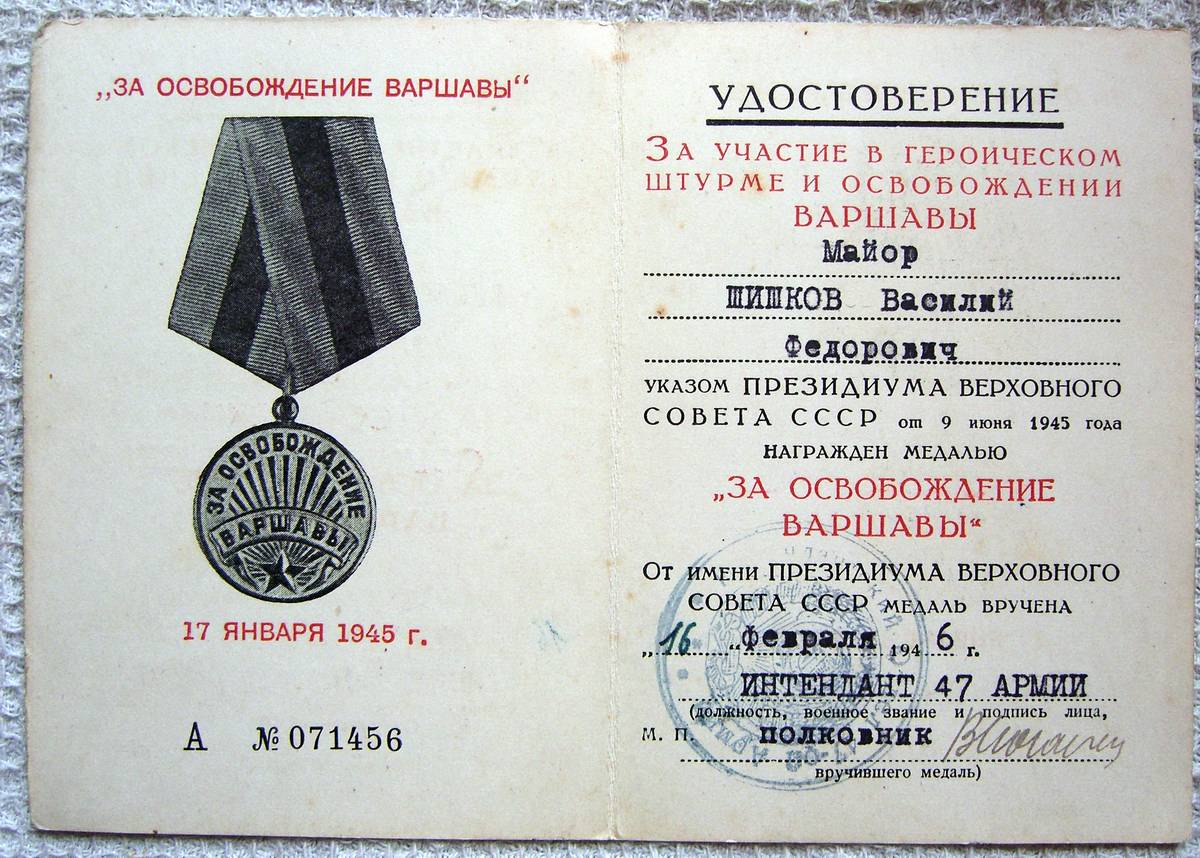 „ЗА ОСВОБОЖДЕНИЕ ВАРШАВЫ“
ЗА ОСВОБОЖДЕНИЕ
ВАРШАВЫ
17 ЯНВАРЯ 1945 г.
А № 071456
УДОСТОВЕРЕНИЕ
ЗА УЧАСТИЕ В ГЕРОИЧЕСКОМ
ШТУРМЕ И ОСВОБОЖДЕНИИ
ВАРШАВЫ
Майор
ШИШКОВ Василий
Федорович
УКАЗОМ ПРЕЗИДИУМА ВЕРХОВНОГО
СОВЕТА СССР от 9 июня 1945 года
НАГРАЖДЕН МЕДАЛЬЮ
„ЗА ОСВОБОЖДЕНИЕ
ВАРШАВЫ“
ОТ ИМЕНИ ПРЕЗИДИУМА ВЕРХОВНОГО
СОВЕТА СССР МЕДАЛЬ ВРУЧЕНА
„16“ февраля 1946 г.
ИНТЕНДАНТ 47 АРМИИ
(должность, военное звание и подпись лица,
М. П. полковник
вручившего медаль)